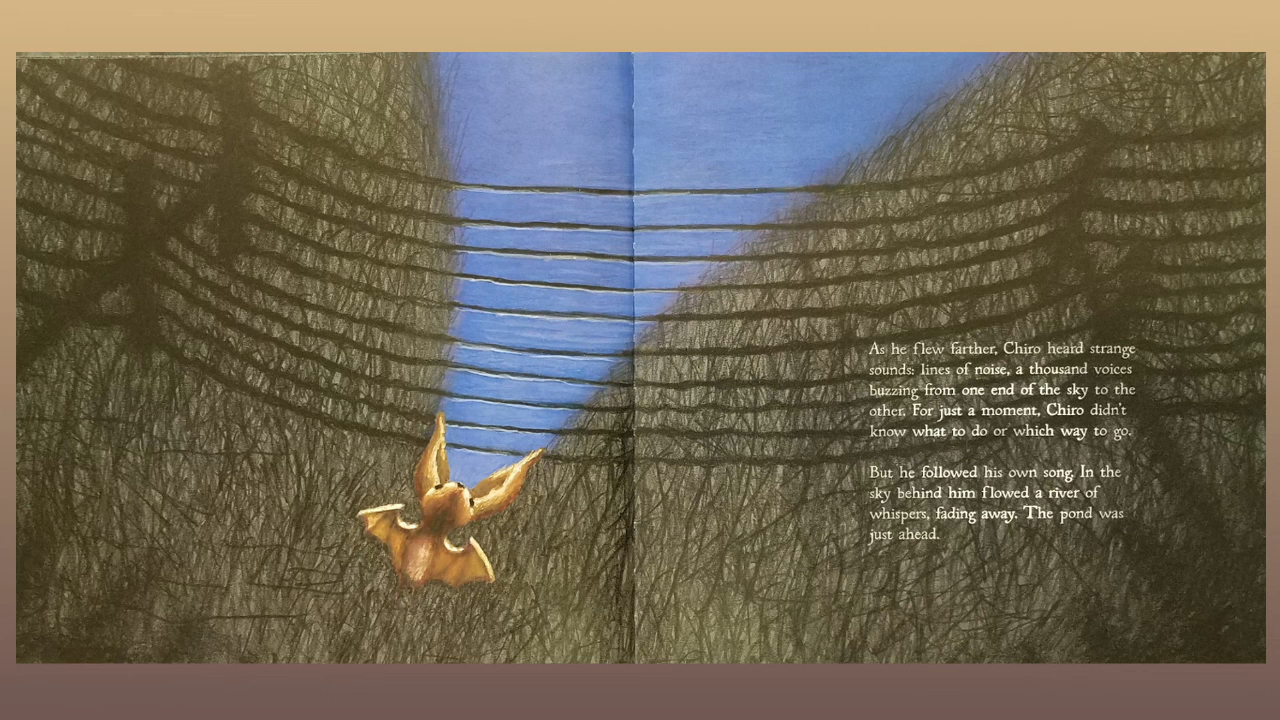 As he flew farther, Chiro heard strange
sounds: lines of noise, a thousand voices
buzzing from one end of the sky to the
other. For just a moment, Chiro didn't
know what to do or which way to go.
But he followed his own song. In the
sky behind him flowed a river of
whispers, fading away. The pond was
just ahead.